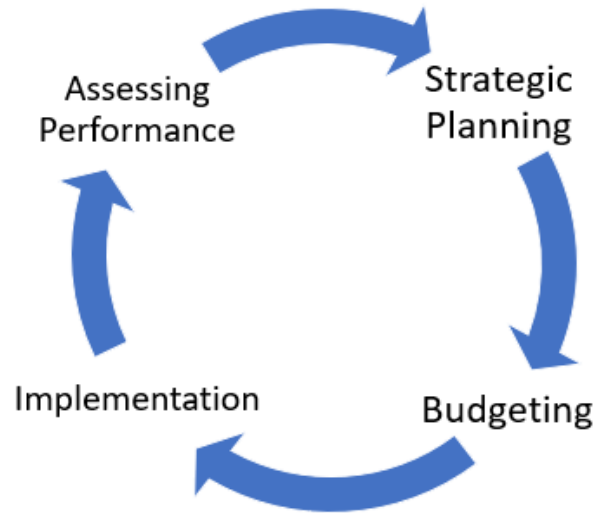 Assessing
Performance
Strategic
Planning
Implementation
Budgeting